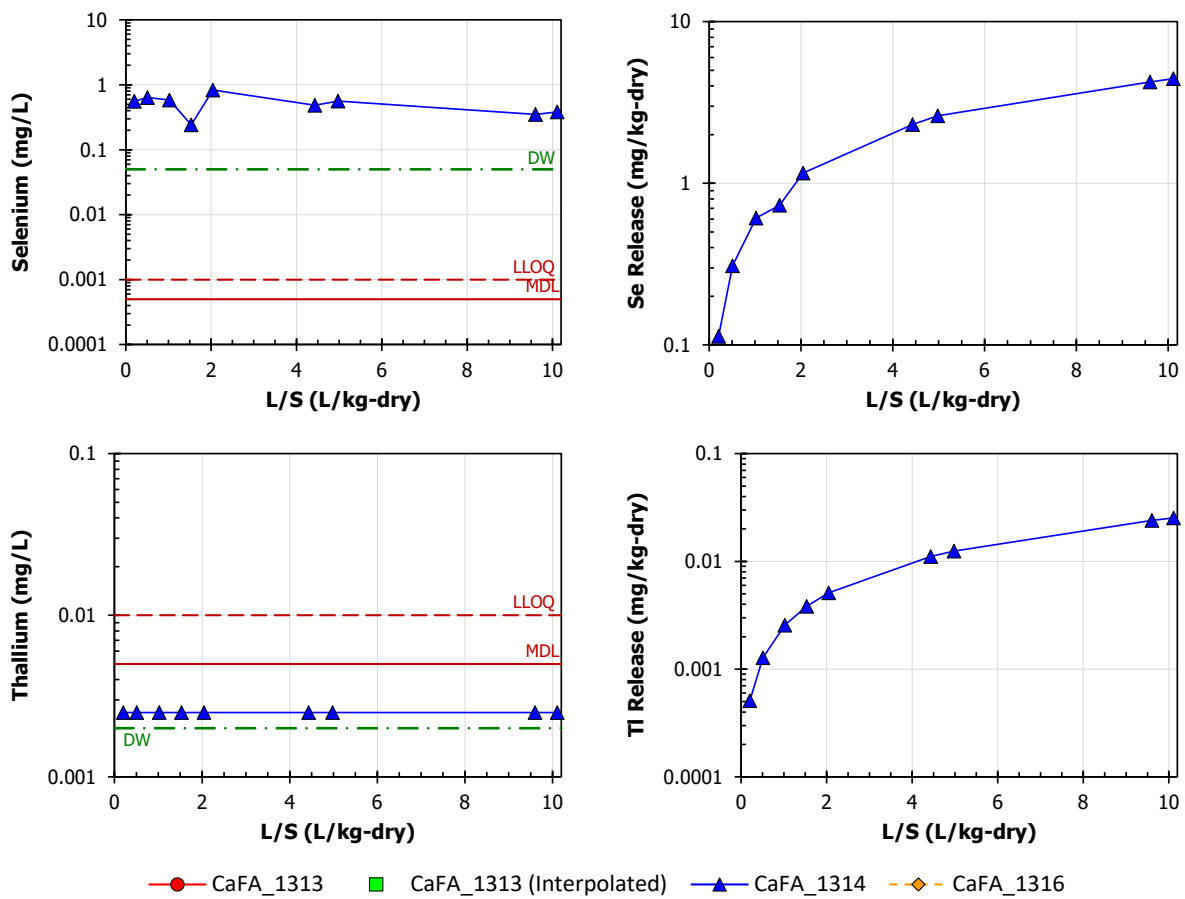 10
1
0.1
0.01
0.001
0.0001
Selenium (mg/L)
DW
LLOQ
MDL
0 2 4 6 8 10
L/S (L/kg-dry)
10
1
0.1
Se Release (mg/kg-dry)
0 2 4 6 8 10
L/S (L/kg-dry)
0.1
0.01
0.001
Thallium (mg/L)
LLOQ
MDL
DW
0 2 4 6 8 10
L/S (L/kg-dry)
0.1
0.01
0.001
0.0001
Tl Release (mg/kg-dry)
0 2 4 6 8 10
L/S (L/kg-dry)
CaFA_1313 CaFA_1313 (Interpolated) CaFA_1314 CaFA_1316